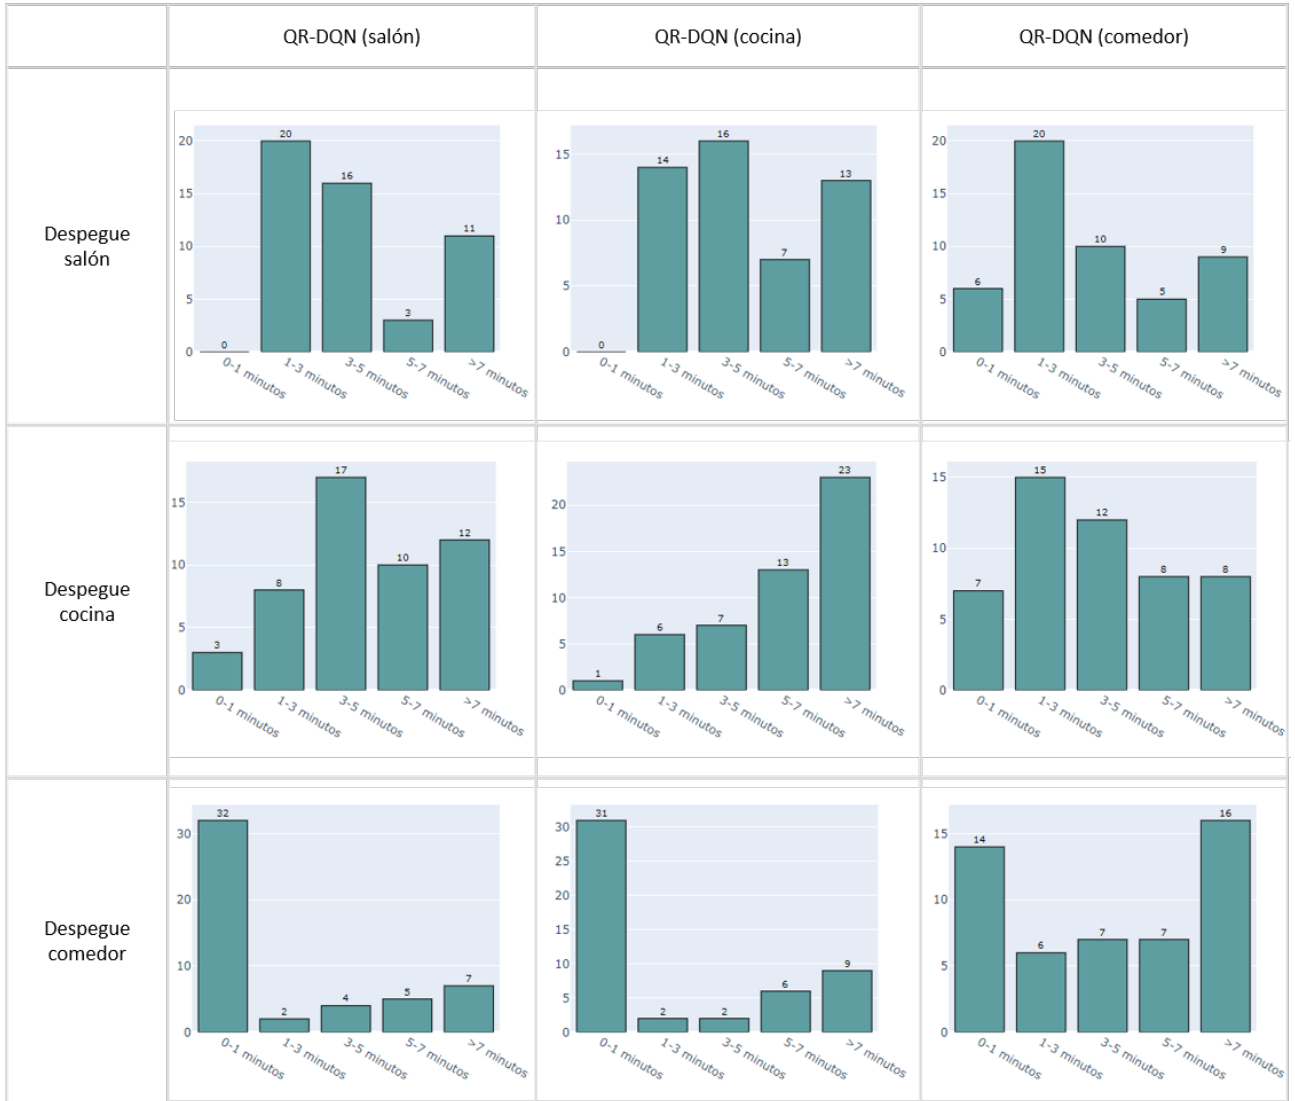 QR-DQN (salón)
QR-DQN (cocina)
QR-DQN (comedor)
Despegue
salón
20
15
10
5
0
0
20
16
3
11
0-1 minutos
1-3 minutos
3-5 minutos
5-7 minutos
>7 minutos
15
10
5
0
0
14
16
7
13
0-1 minutos
1-3 minutos
3-5 minutos
5-7 minutos
>7 minutos
20
15
10
5
0
6
20
10
5
9
0-1 minutos
1-3 minutos
3-5 minutos
5-7 minutos
>7 minutos
Despegue
cocina
15
10
5
0
3
8
17
10
12
0-1 minutos
1-3 minutos
3-5 minutos
5-7 minutos
>7 minutos
20
15
10
5
0
1
6
7
13
23
0-1 minutos
1-3 minutos
3-5 minutos
5-7 minutos
>7 minutos
15
10
5
0
7
15
12
8
8
0-1 minutos
1-3 minutos
3-5 minutos
5-7 minutos
>7 minutos
Despegue
comedor
30
20
10
0
32
2
4
5
7
0-1 minutos
1-3 minutos
3-5 minutos
5-7 minutos
>7 minutos
30
25
20
15
10
5
0
31
2
2
6
9
0-1 minutos
1-3 minutos
3-5 minutos
5-7 minutos
>7 minutos
15
10
5
0
14
6
7
7
16
0-1 minutos
1-3 minutos
3-5 minutos
5-7 minutos
>7 minutos